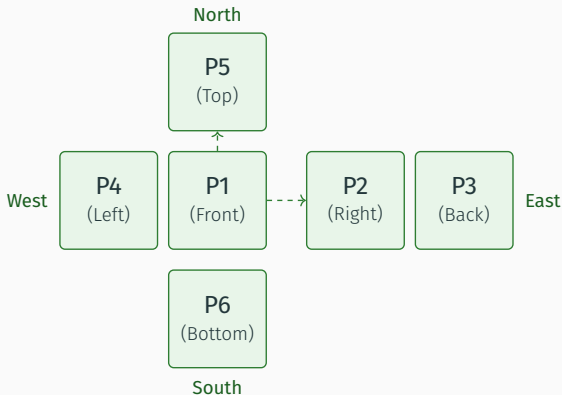 North
P5
(Top)
West
P4
(Left)
P1
(Front)
P2
(Right)
P3
(Back)
East
P6
(Bottom)
South